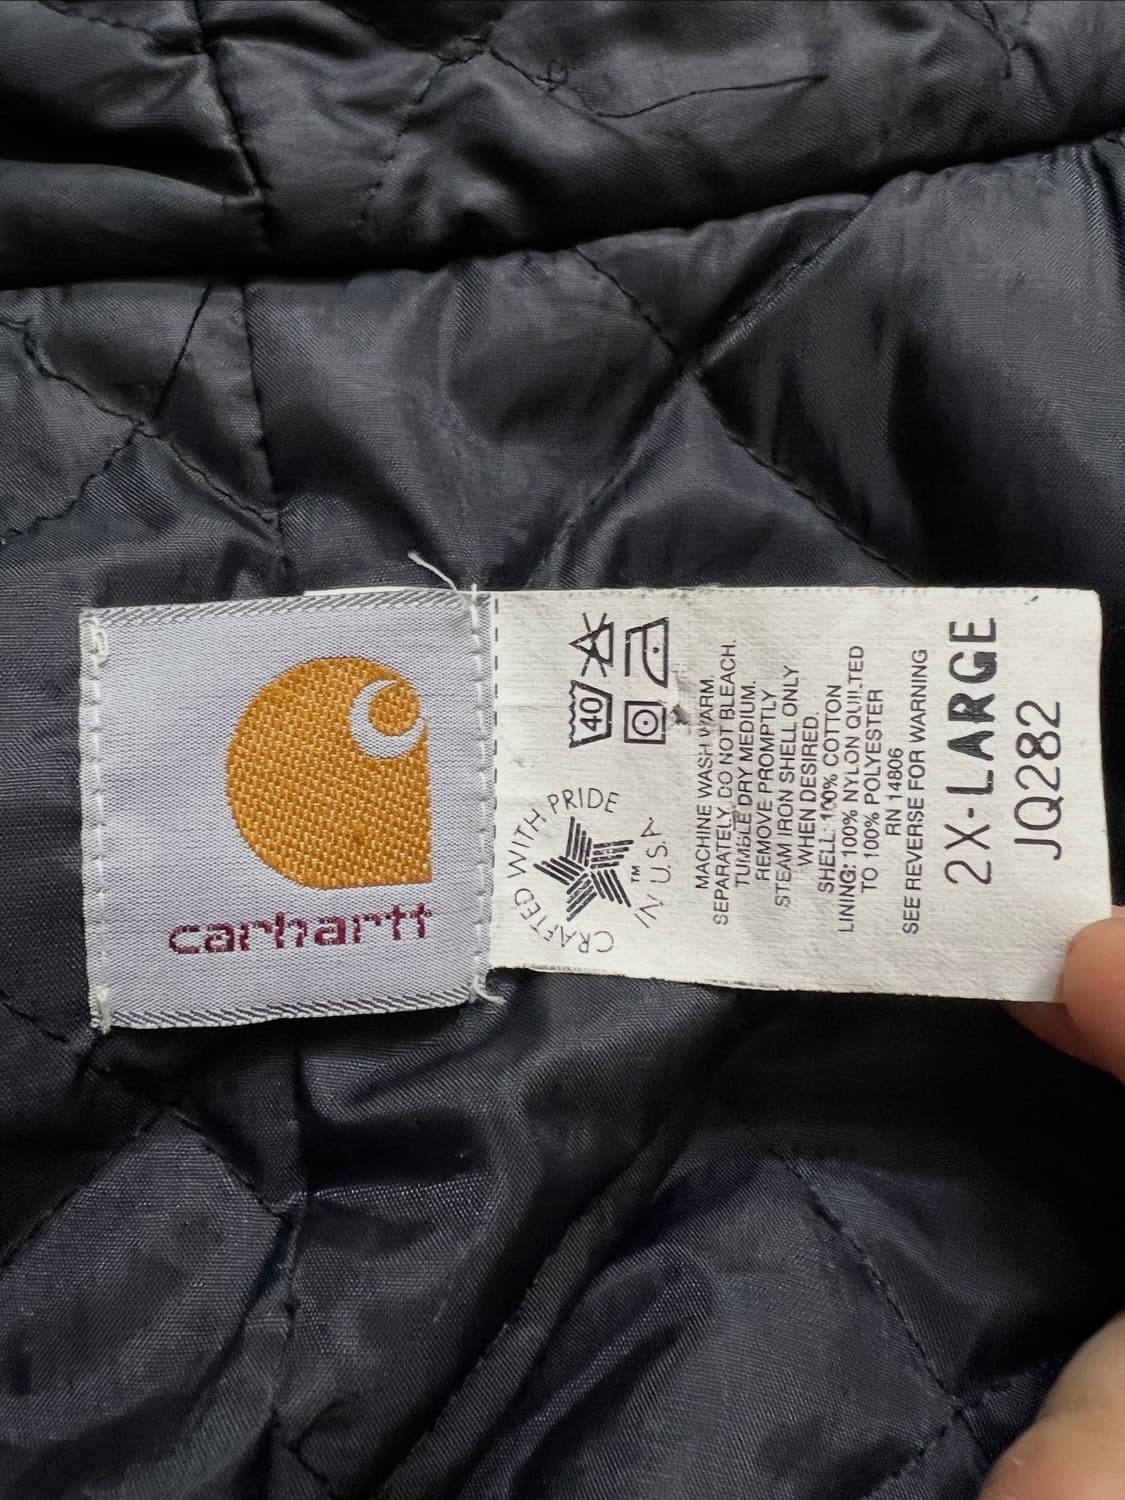 carhartt
CRAFTED WITH PRIDE
IN U.S.A.
TM
40
MACHINE WASH WARM.
SEPARATELY. DO NOT BLEACH.
TUMBLE DRY MEDIUM.
REMOVE PROMPTLY
STEAM IRON SHELL ONLY
WHEN DESIRED.
SHELL: 100% COTTON
LINING: 100% NYLON QUILTED
TO 100% POLYESTER
RN 14806
SEE REVERSE FOR WARNING
2X-LARGE
JQ282